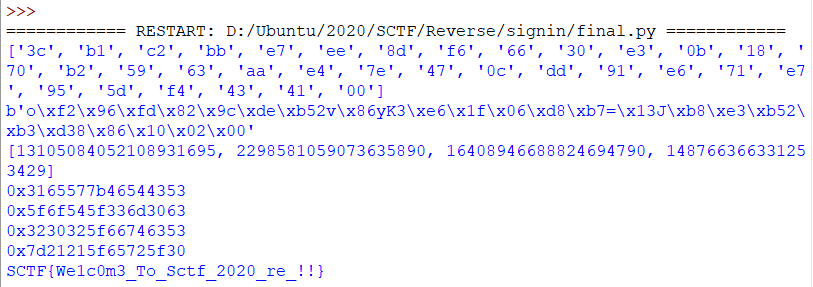 >>>
============ RESTART: D:/Ubuntu/2020/SCTF/Reverse/signin/final.py ============
['3c', 'b1', 'c2', 'bb', 'e7', 'ee', '8d', 'f6', '66', '30', 'e3', '0b', '18', '
70', 'b2', '59', '63', 'aa', 'e4', '7e', '47', '0c', 'dd', '91', 'e6', '71', 'e7
', '95', '5d', 'f4', '43', '41', '00']
b'o\xf2\x96\xfd\x82\x9c\xde\xb52v\x86yK3\xe6\x1f\x06\xd8\xb7=\x13J\xb8\xe3\xb52\
xb3\xd38\x86\x10\x02\x00'
[13105084052108931695, 2298581059073635890, 16408946688824694790, 14876636633125
3429]
0x3165577b46544353
0x5f6f545f336d3063
0x3230325f66746353
0x7d21215f65725f30
SCTF{We1c0m3_To_Sctf_2020_re_!!}